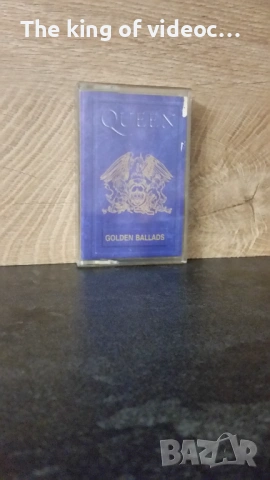 The king of videoc...
QUEEN
GOLDEN BALLADS
BAZAR